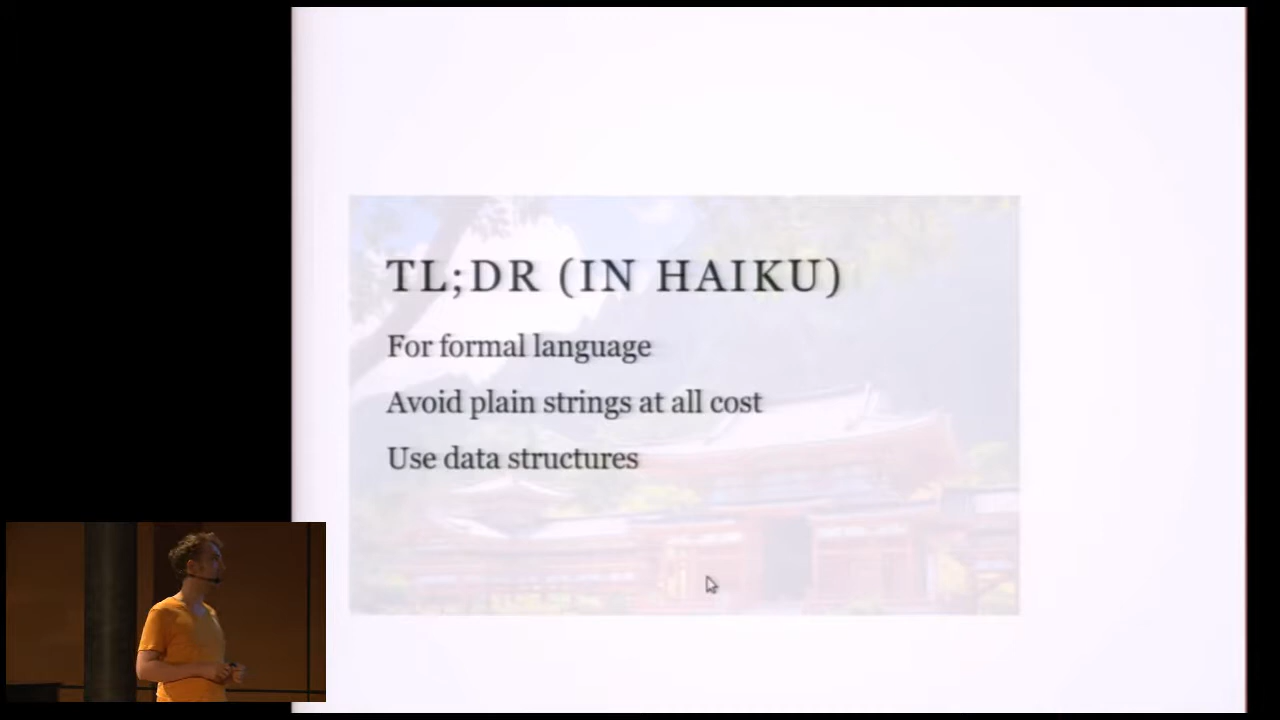 TL;DR (IN HAIKU)
For formal language
Avoid plain strings at all cost
Use data structures